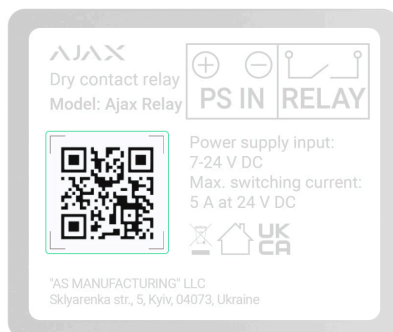 AJAX
Dry contact relay
Model: Ajax Relay
PS IN
RELAY
Power supply input:
7-24 V DC
Max. switching current:
5 A at 24 V DC
UK
CA
"AS MANUFACTURING" LLC
Sklyarenka str., 5, Kyiv, 04073, Ukraine